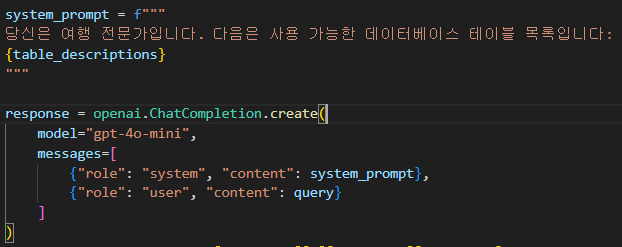 system_prompt = f"""
당신은 여행 전문가입니다. 다음은 사용 가능한 데이터베이스 테이블 목록입니다:
{table_descriptions}
"""
response = openai.ChatCompletion.create(
    model="gpt-4o-mini",
    messages=[
        {"role": "system", "content": system_prompt},
        {"role": "user", "content": query}
    ]
)